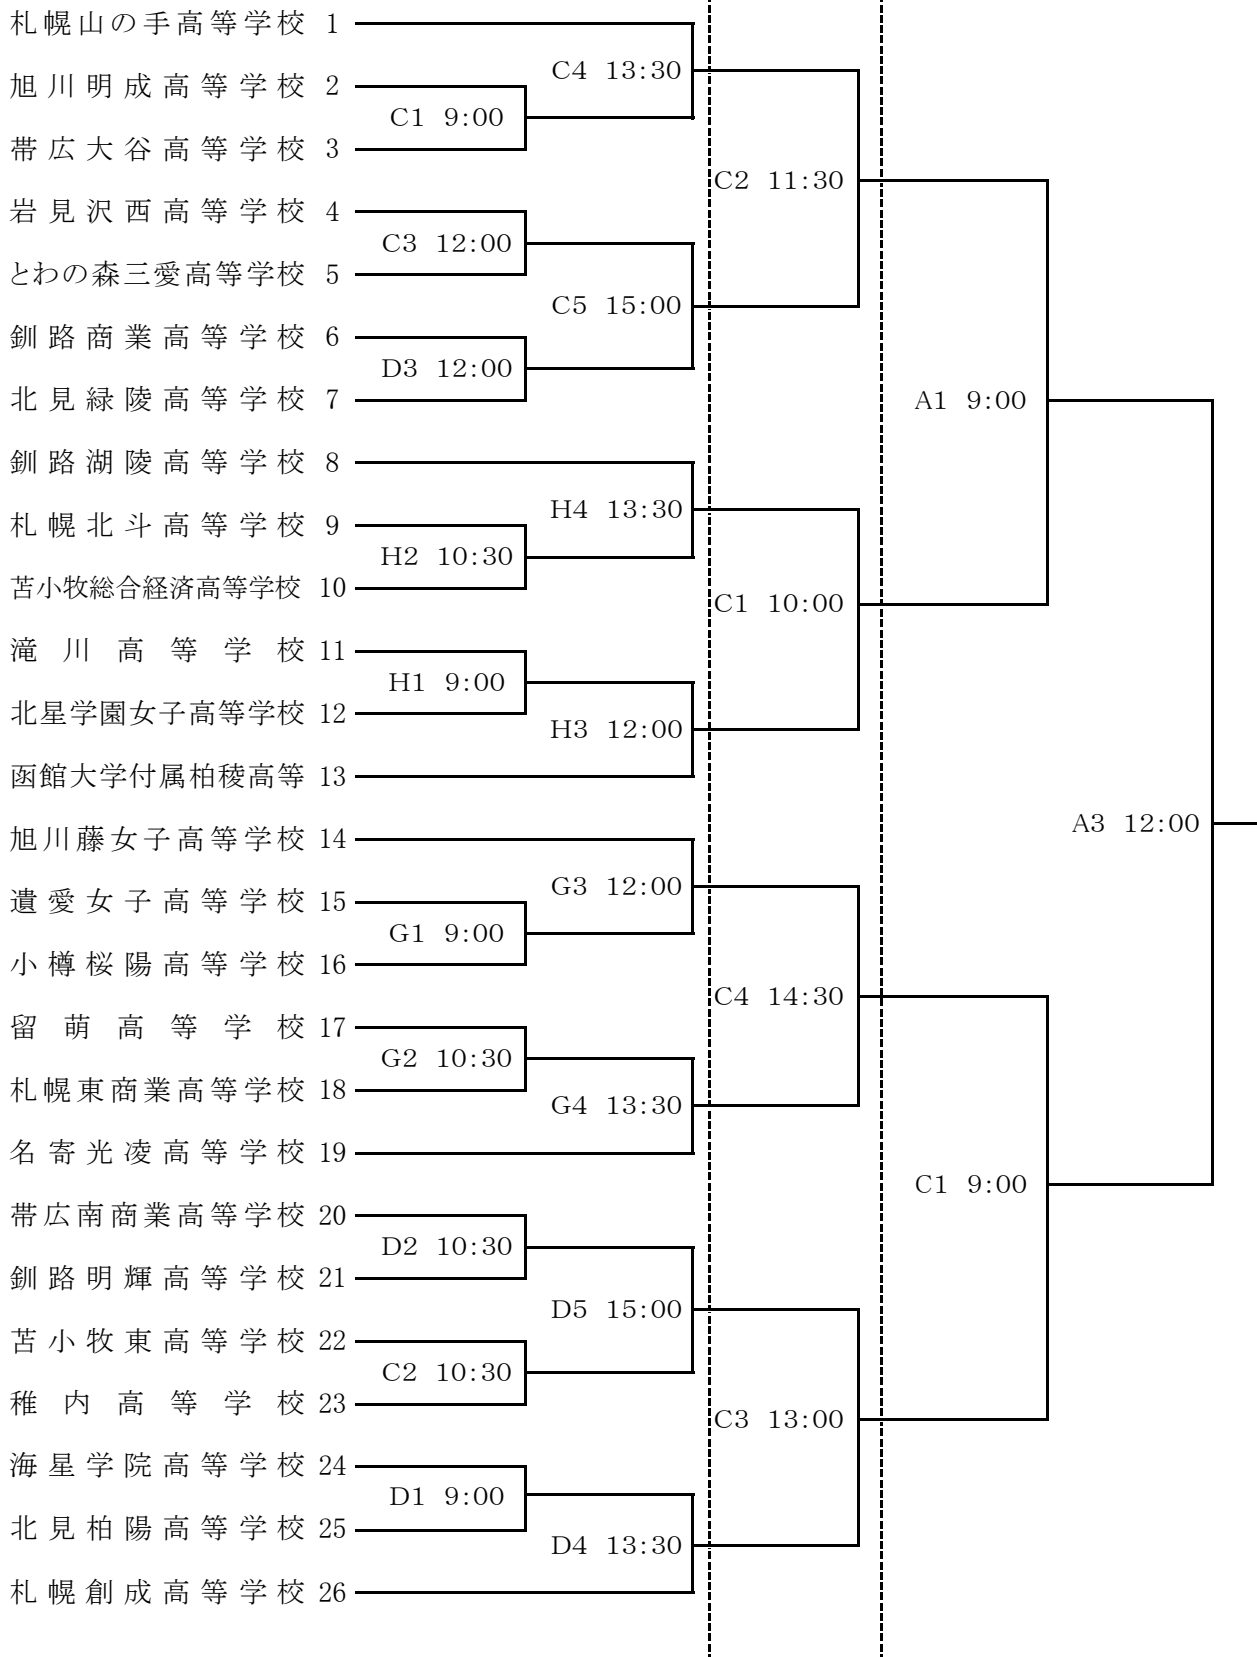 札幌山の手高等学校 1
C4 13:30
旭川明成高等学校 2
C1 9:00
帯広大谷高等学校 3
C2 11:30
岩見沢西高等学校 4
C3 12:00
とわの森三愛高等学校 5
C5 15:00
釧路商業高等学校 6
D3 12:00
北見緑陵高等学校 7
A1 9:00
釧路湖陵高等学校 8
H4 13:30
札幌北斗高等学校 9
H2 10:30
苫小牧総合経済高等学校 10
C1 10:00
滝川高等学校 11
H1 9:00
北星学園女子高等学校 12
H3 12:00
函館大学付属柏稜高等 13
A3 12:00
旭川藤女子高等学校 14
G3 12:00
遺愛女子高等学校 15
G1 9:00
小樽桜陽高等学校 16
C4 14:30
留萌高等学校 17
G2 10:30
札幌東商業高等学校 18
G4 13:30
名寄光凌高等学校 19
C1 9:00
帯広南商業高等学校 20
D2 10:30
釧路明輝高等学校 21
D5 15:00
苫小牧東高等学校 22
C2 10:30
稚内高等学校 23
C3 13:00
海星学院高等学校 24
D1 9:00
北見柏陽高等学校 25
D4 13:30
札幌創成高等学校 26